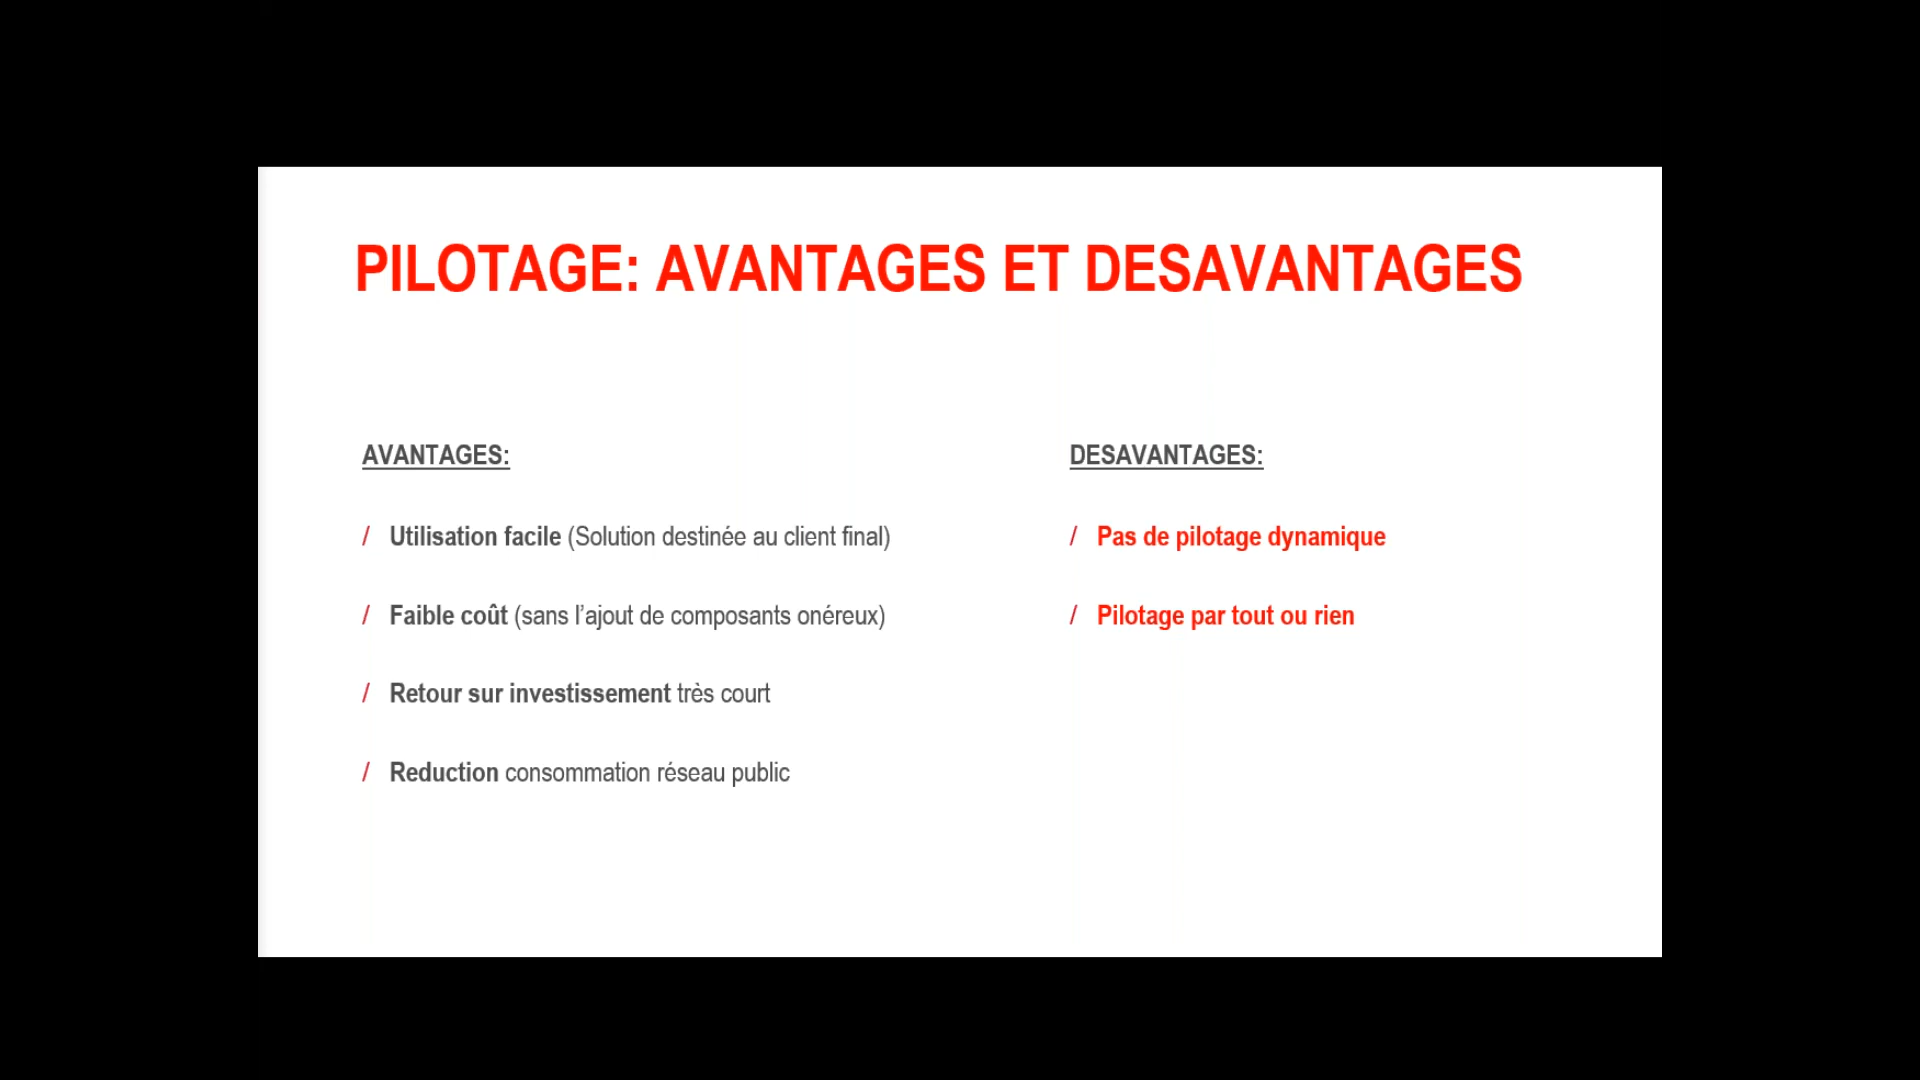 PILOTAGE: AVANTAGES ET DESAVANTAGES
AVANTAGES:
/ Utilisation facile (Solution destinée au client final)
/ Faible coût (sans l’ajout de composants onéreux)
/ Retour sur investissement très court
/ Reduction consommation réseau public
DESAVANTAGES:
/ Pas de pilotage dynamique
/ Pilotage par tout ou rien